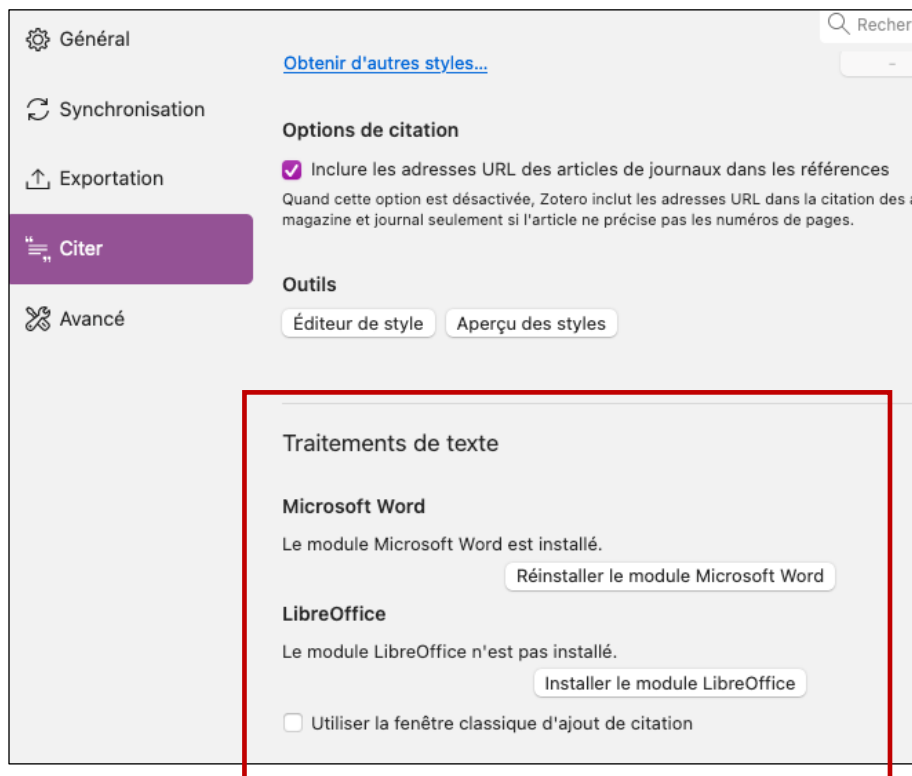 Général
Synchronisation
Exportation
Citer
Avancé
Recher
Obtenir d'autres styles...
-
Options de citation
Inclure les adresses URL des articles de journaux dans les références
Quand cette option est désactivée, Zotero inclut les adresses URL dans la citation des a
magazine et journal seulement si l'article ne précise pas les numéros de pages.
Outils
Éditeur de style Aperçu des styles
Traitements de texte
Microsoft Word
Le module Microsoft Word est installé.
Réinstaller le module Microsoft Word
LibreOffice
Le module LibreOffice n'est pas installé.
Installer le module LibreOffice
Utiliser la fenêtre classique d'ajout de citation